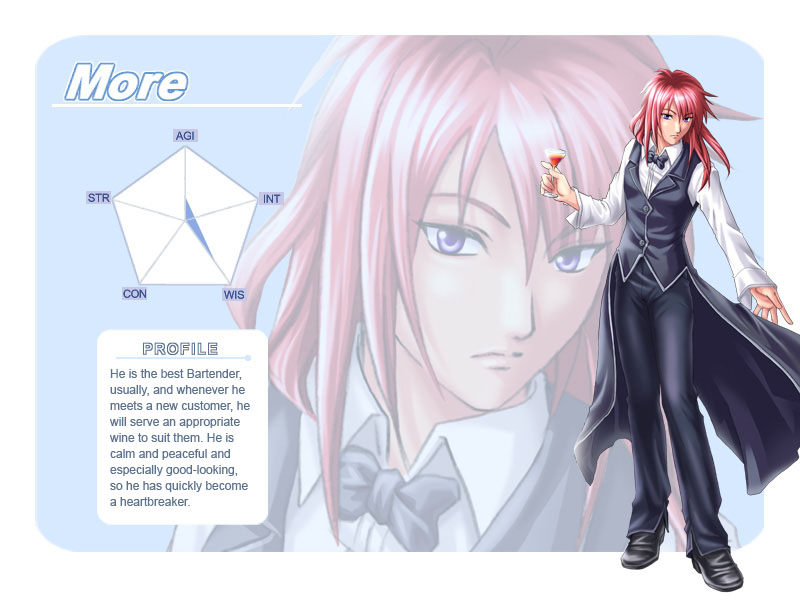 More
AGI
STR
INT
CON
WIS
PROFILE
He is the best Bartender,
usually, and whenever he
meets a new customer, he
will serve an appropriate
wine to suit them. He is
calm and peaceful and
especially good-looking,
so he has quickly become
a heartbreaker.